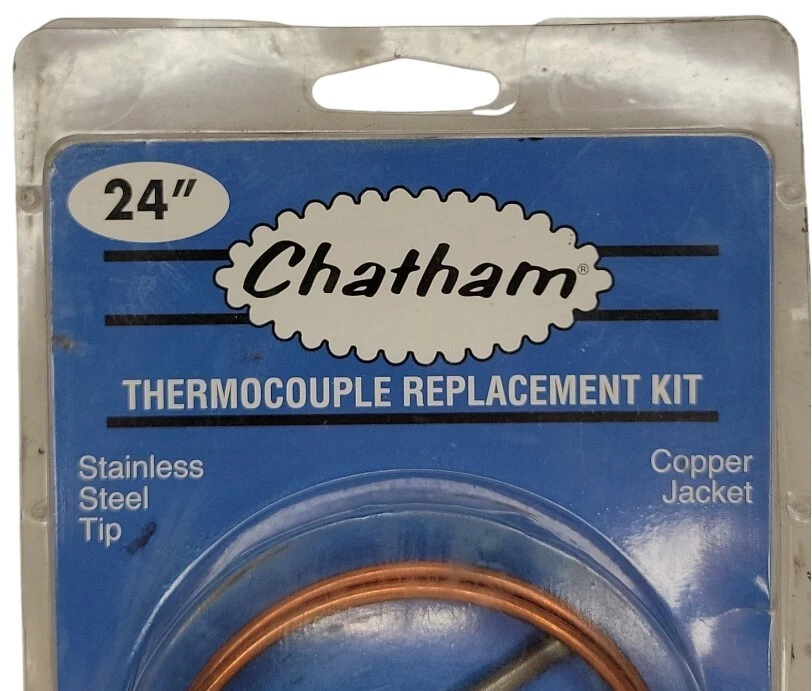 24"
Chatham®
THERMOCOUPLE REPLACEMENT KIT
Stainless
Steel
Tip
Copper
Jacket